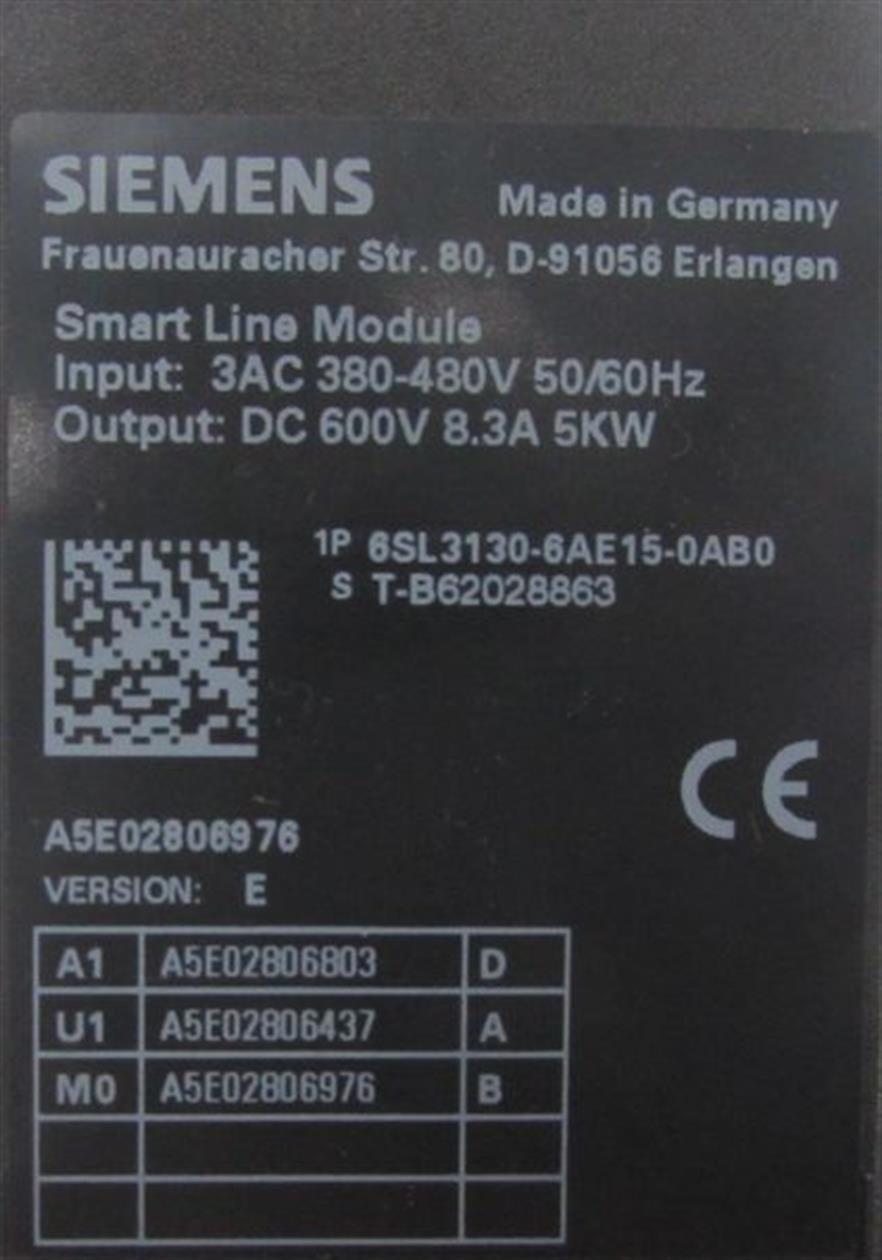 SIEMENS Made in Germany
Frauenauracher Str. 80, D-91056 Erlangen
Smart Line Module
Input: 3AC 380-480V 50/60Hz
Output: DC 600V 8.3A 5KW
1P 6SL3130-6AE15-0AB0
S T-B62028863
CE
A5E02806976
VERSION: E
A1 A5E02806803 D
U1 A5E02806437 A
M0 A5E02806976 B